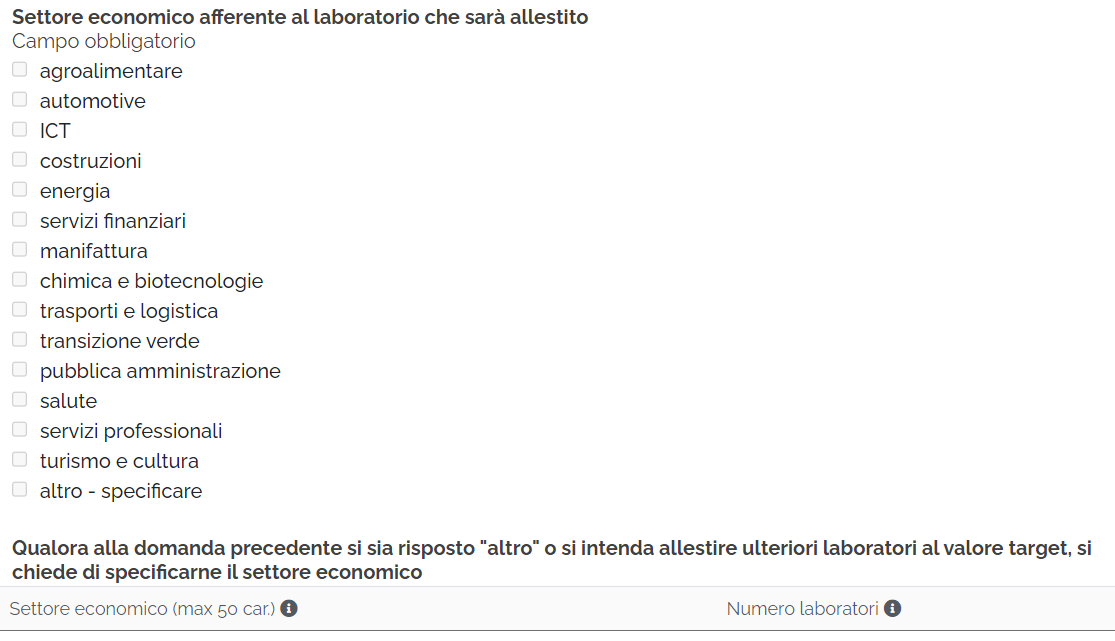 Settore economico afferente al laboratorio che sarà allestito
Campo obbligatorio
agroalimentare
automotive
ICT
costruzioni
energia
servizi finanziari
manifattura
chimica e biotecnologie
trasporti e logistica
transizione verde
pubblica amministrazione
salute
servizi professionali
turismo e cultura
altro - specificare
Qualora alla domanda precedente si sia risposto "altro" o si intenda allestire ulteriori laboratori al valore target, si
chiede di specificarne il settore economico
Settore economico (max 50 car.) Numero laboratori